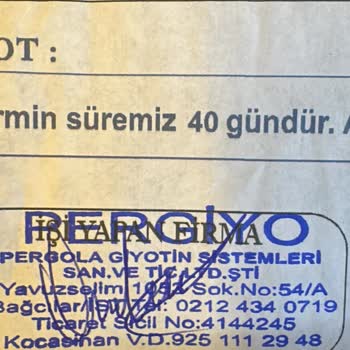 OT :
rmin süremiz 40 gündür. A
İŞİ YAPAN FİRMA
PERGİYO
PERGOLA GİYOTİN SİSTEMLERİ
SAN.VE TİC.LTD.ŞTİ
Yavuzselim 1052 Sok.No:54/A
Bağcılar/İST Tel: 0212 434 0719
Ticaret Sicil No:4144245
Kocasinan V.D.925 111 29 48